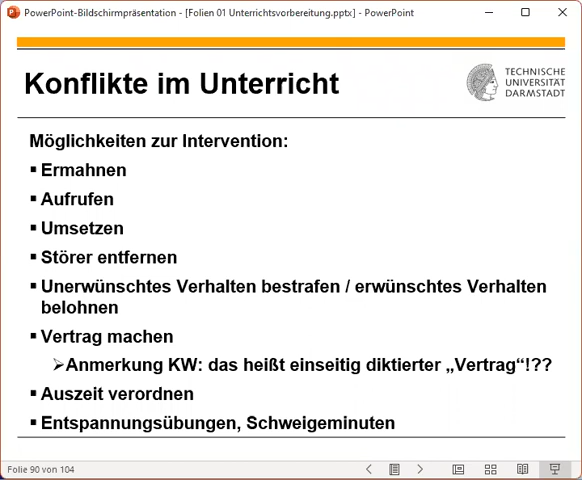 PowerPoint-Bildschirmpräsentation - [Folien 01 Unterrichtsvorbereitung.pptx] - PowerPoint
Konflikte im Unterricht
TECHNISCHE
UNIVERSITÄT
DARMSTADT
Möglichkeiten zur Intervention:
▪ Ermahnen
▪ Aufrufen
▪ Umsetzen
▪ Störer entfernen
▪ Unerwünschtes Verhalten bestrafen / erwünschtes Verhalten
belohnen
▪ Vertrag machen
➢Anmerkung KW: das heißt einseitig diktierter „Vertrag“!??
▪ Auszeit verordnen
▪ Entspannungsübungen, Schweigeminuten
Folie 90 von 104